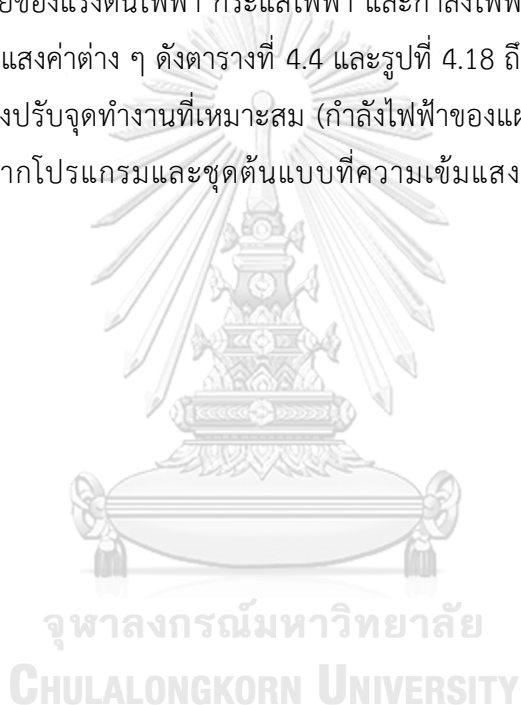 ของแรงดันไฟฟ้า กระแสไฟฟ้า และกำลังไฟฟ
แสงค่าต่าง ๆ ดังตารางที่ 4.4 และรูปที่ 4.18 ถึ
งปรับจุดทำงานที่เหมาะสม (กำลังไฟฟ้าของแผ
ากโปรแกรมและชุดต้นแบบที่ความเข้มแสง
จุฬาลงกรณ์มหาวิทยาลัย
CHULALONGKORN UNIVERSITY